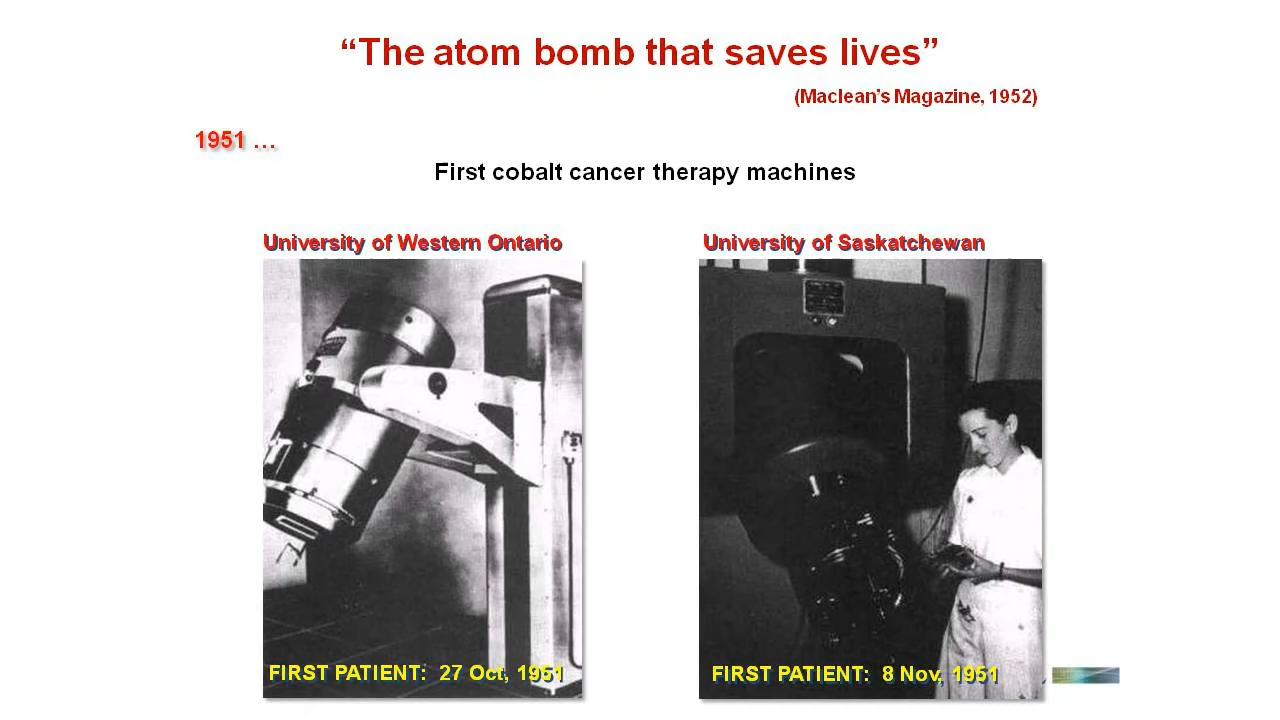 “The atom bomb that saves lives”
(Maclean’s Magazine, 1952)
1951 …
First cobalt cancer therapy machines
University of Western Ontario
University of Saskatchewan
FIRST PATIENT: 27 Oct, 1951
FIRST PATIENT: 8 Nov, 1951